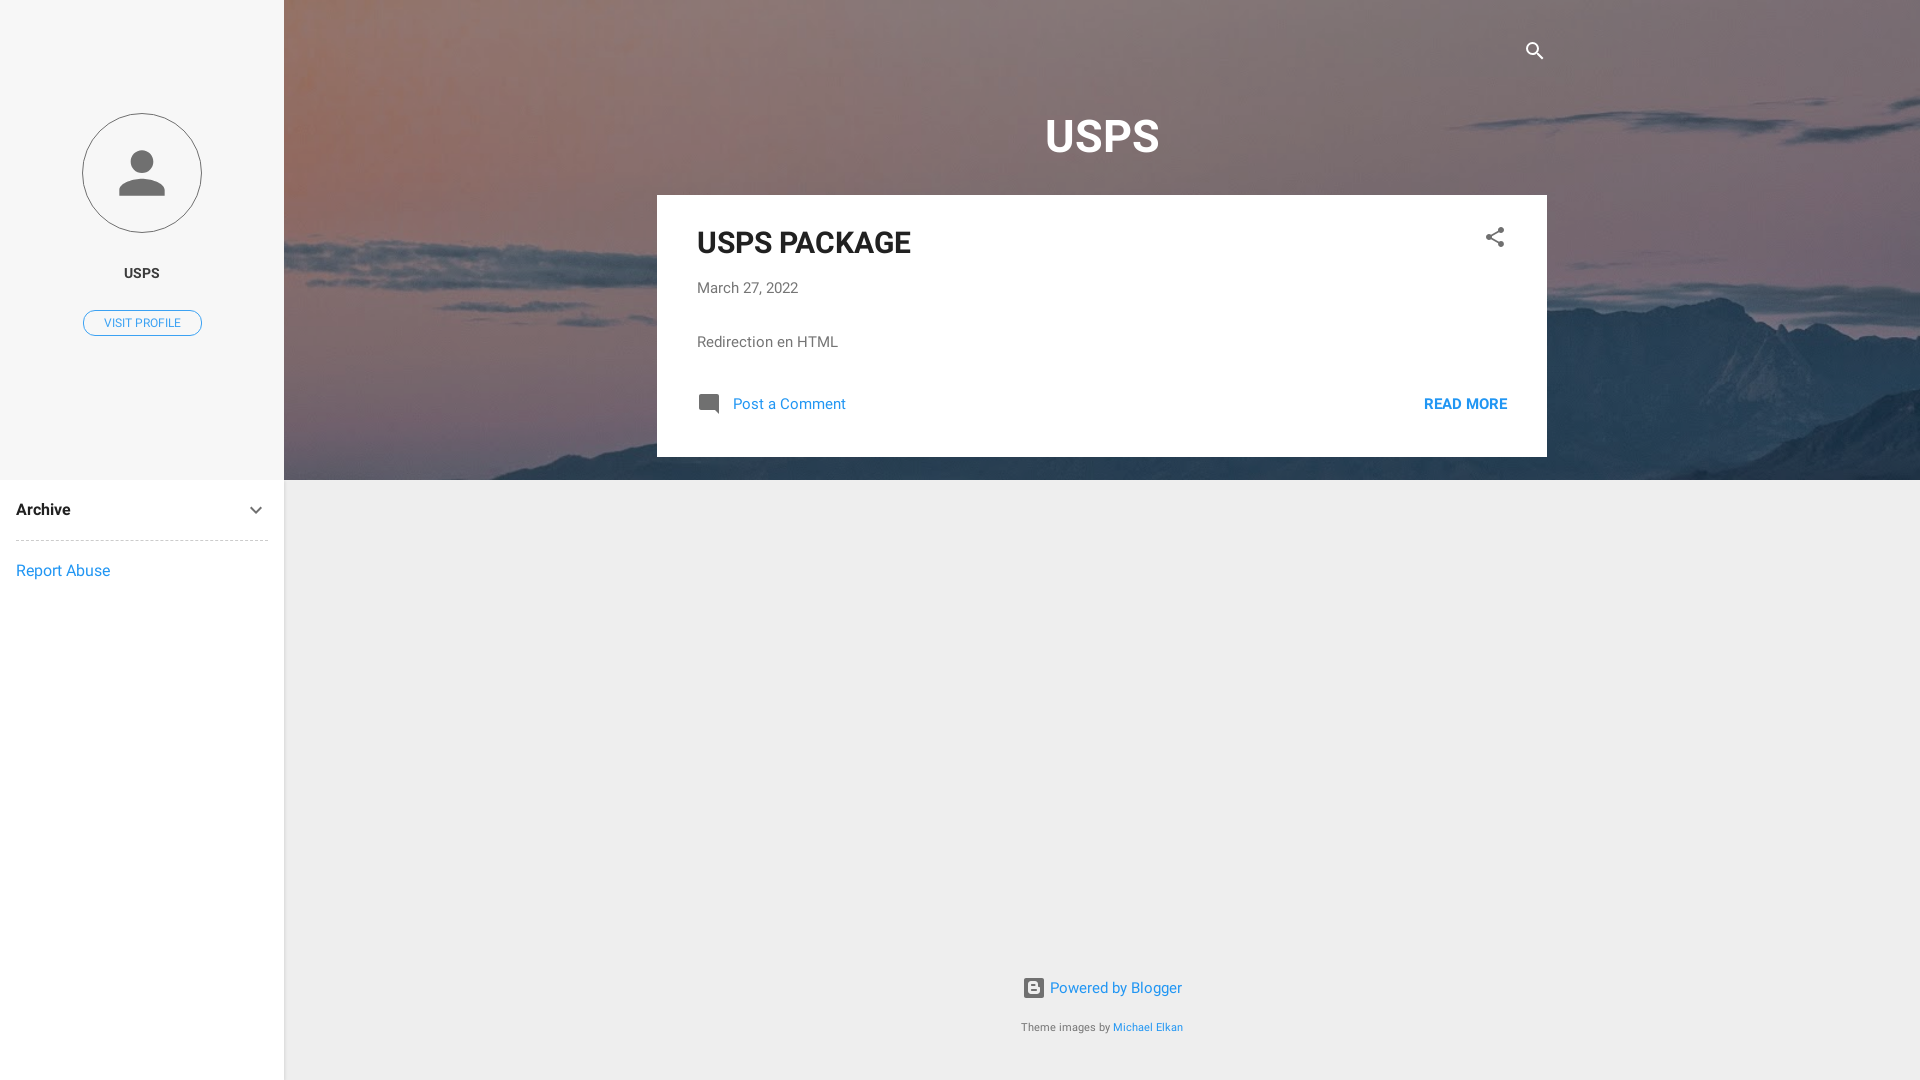 USPS
VISIT PROFILE
Archive
Report Abuse
USPS
USPS PACKAGE
March 27, 2022
Redirection en HTML
Post a Comment
READ MORE
Powered by Blogger
Theme images by Michael Elkan